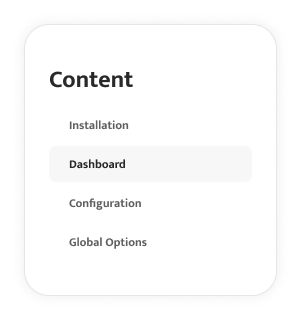 Content
Installation
Dashboard
Configuration
Global Options